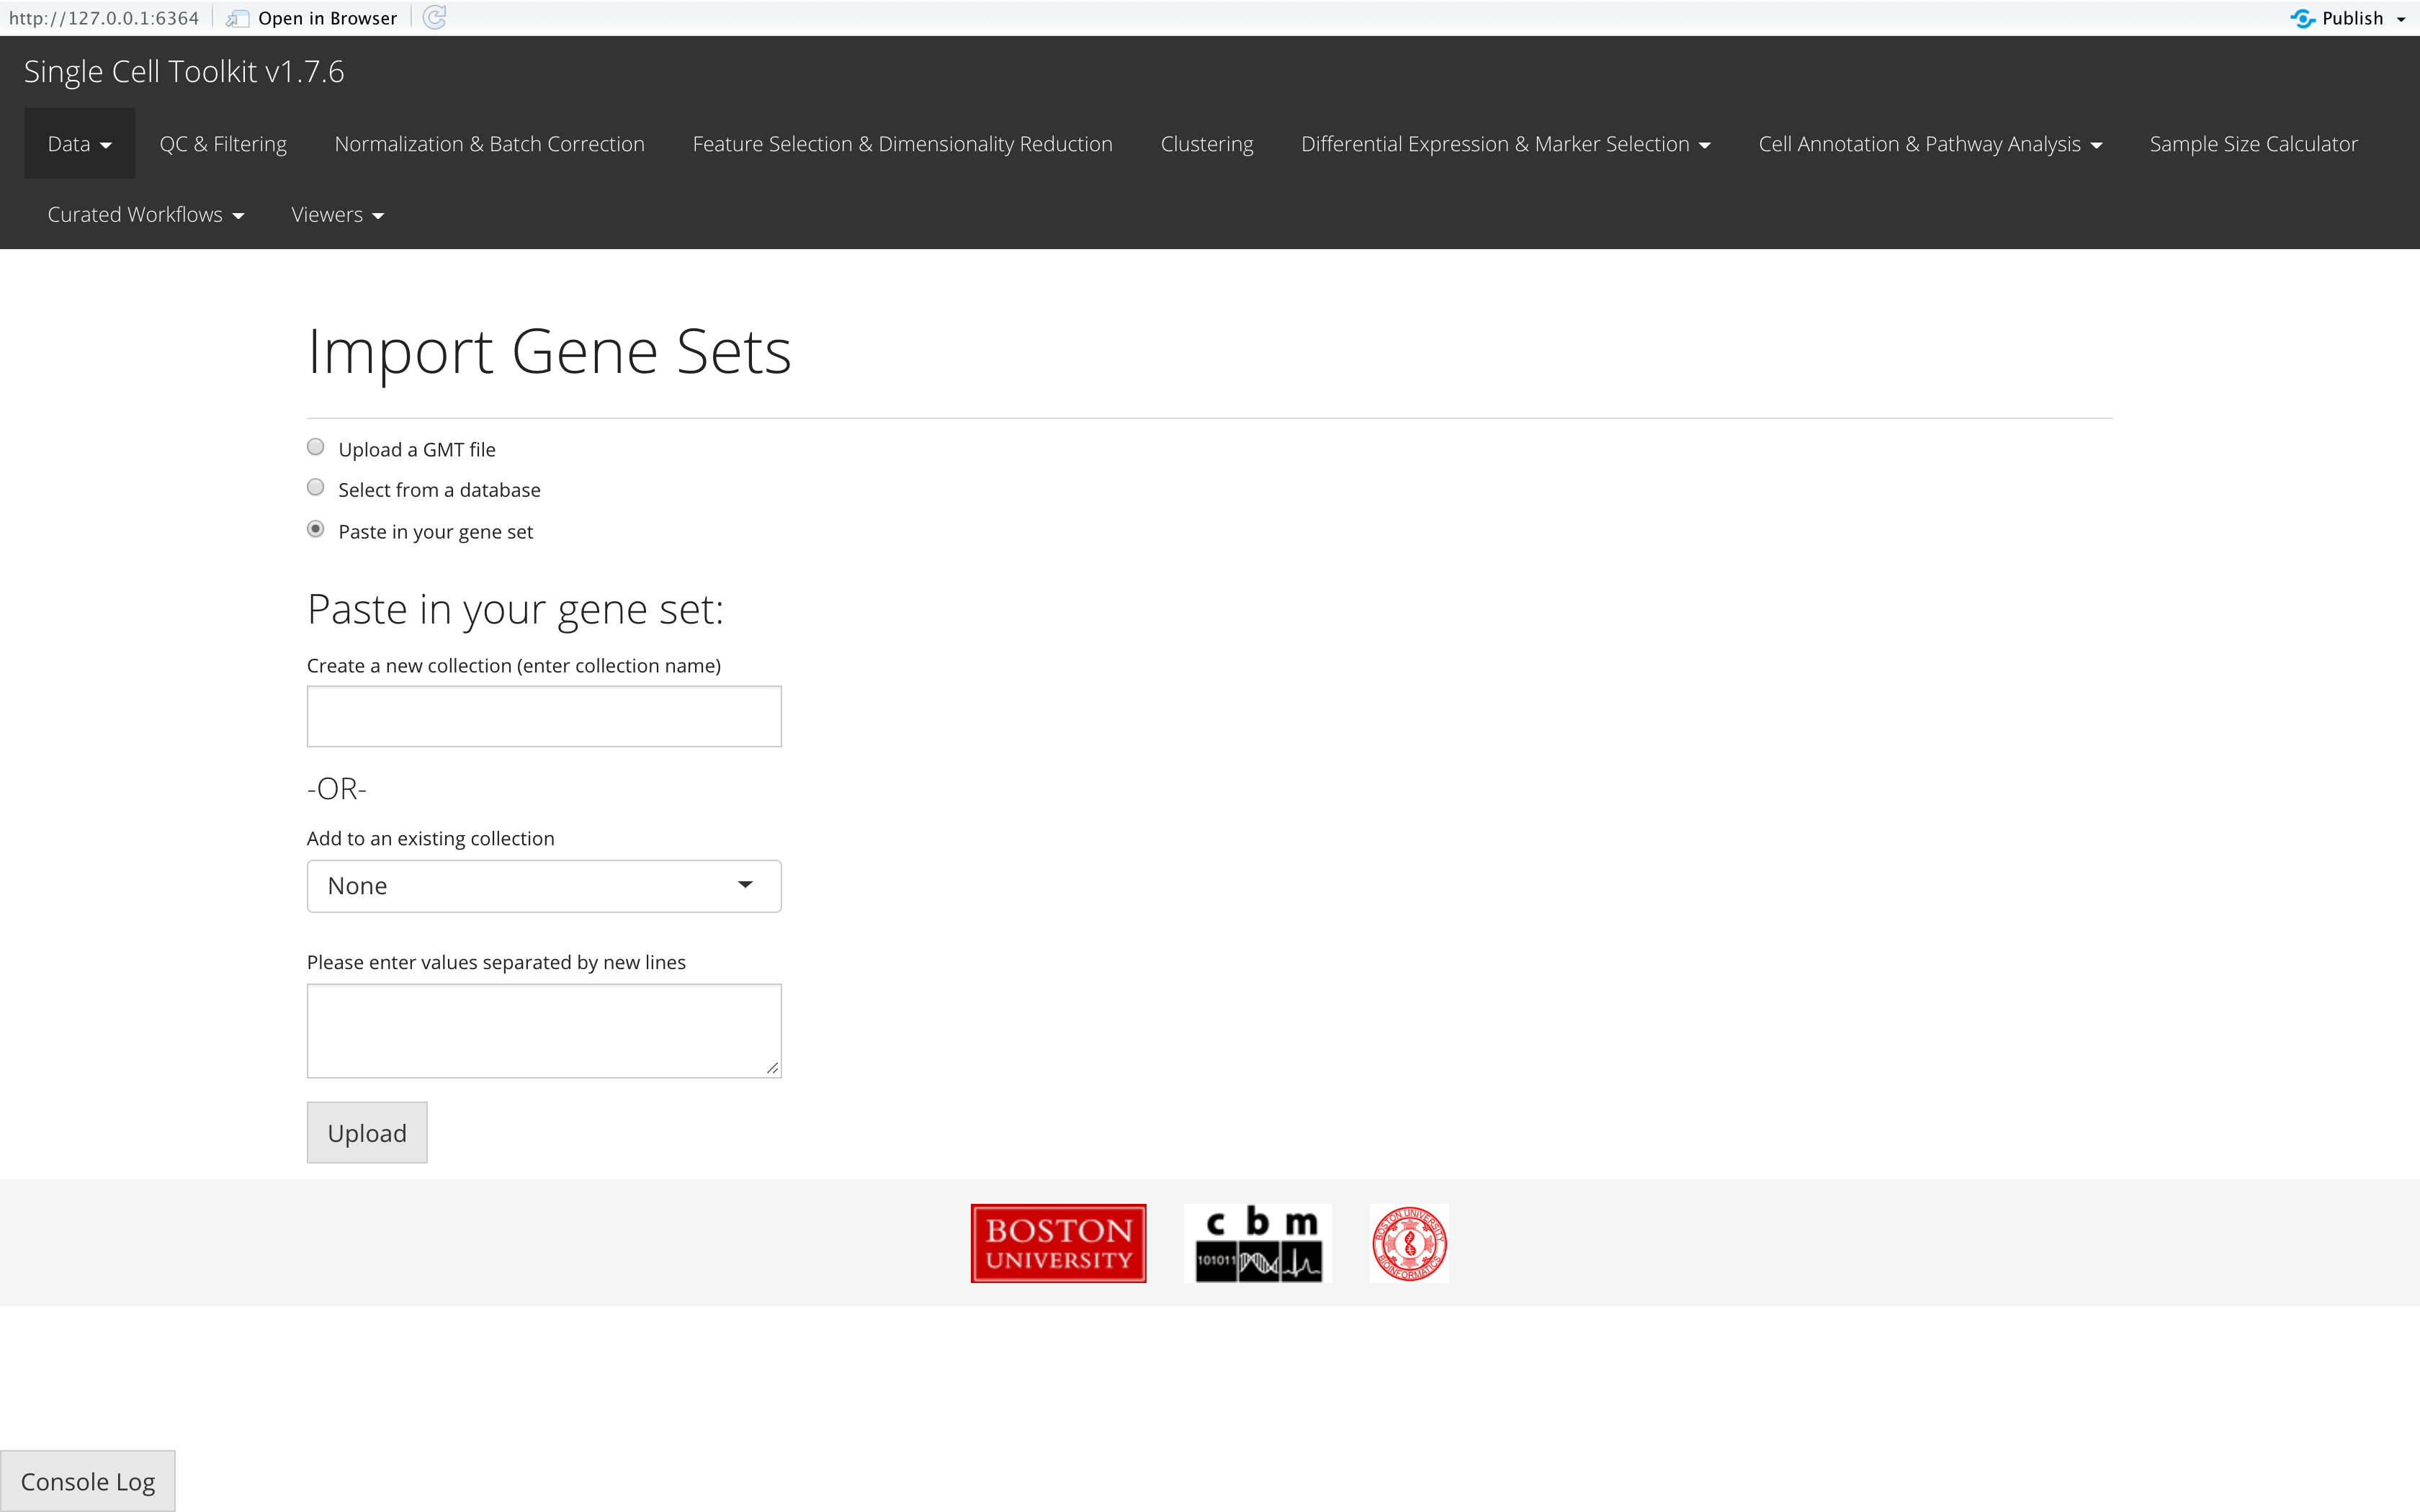 http://127.0.0.1:6364 Open in Browser Publish
Single Cell Toolkit v1.7.6
Data QC & Filtering Normalization & Batch Correction Feature Selection & Dimensionality Reduction Clustering Differential Expression & Marker Selection Cell Annotation & Pathway Analysis Sample Size Calculator
Curated Workflows Viewers
Import Gene Sets
Upload a GMT file
Select from a database
Paste in your gene set
Paste in your gene set:
Create a new collection (enter collection name)
-OR-
Add to an existing collection
None
Please enter values separated by new lines
Upload
BOSTON
UNIVERSITY
c b m
101011
BOSTON UNIVERSITY
BIOINFORMATICS
Console Log